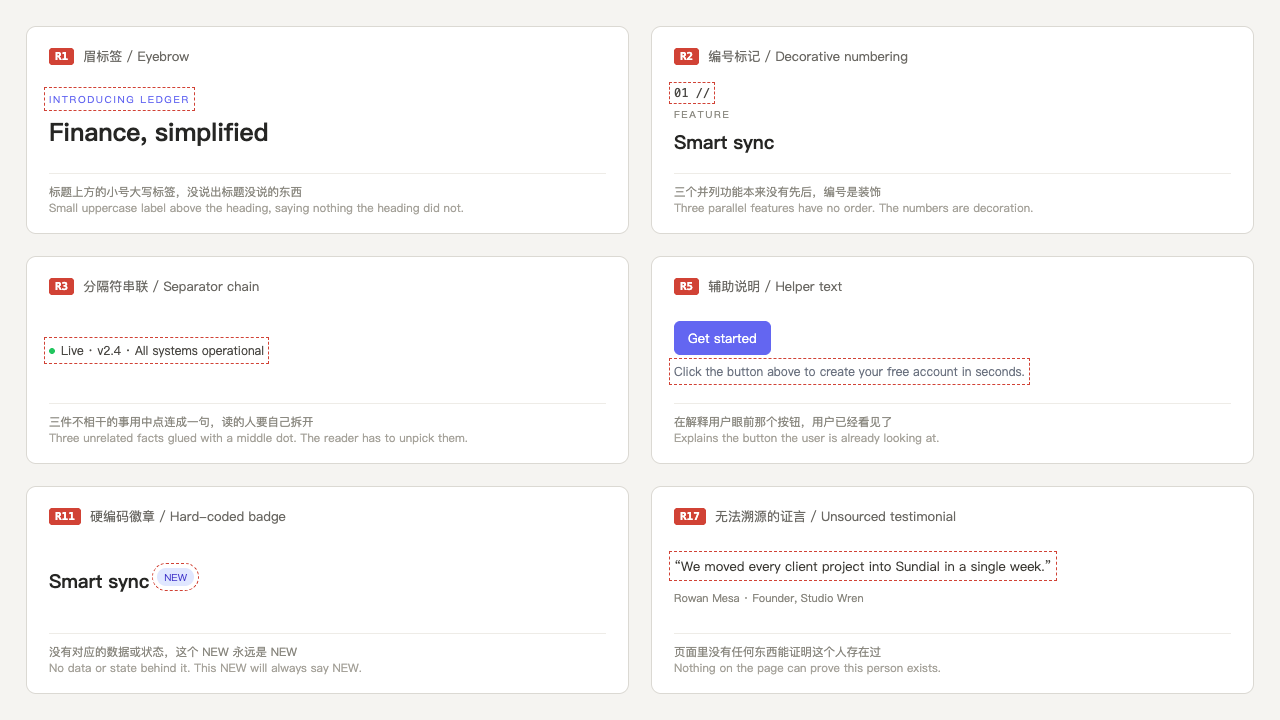 R1 眉标签 / Eyebrow
INTRODUCING LEDGER
Finance, simplified
标题上方的小号大写标签，没说出标题没说的东西
Small uppercase label above the heading, saying nothing the heading did not.
R2 编号标记 / Decorative numbering
01 //
FEATURE
Smart sync
三个并列功能本来没有先后，编号是装饰
Three parallel features have no order. The numbers are decoration.
R3 分隔符串联 / Separator chain
Live · v2.4 · All systems operational
三件不相干的事用中点连成一句，读的人要自己拆开
Three unrelated facts glued with a middle dot. The reader has to unpick them.
R5 辅助说明 / Helper text
Get started
Click the button above to create your free account in seconds.
在解释用户眼前那个按钮，用户已经看见了
Explains the button the user is already looking at.
R11 硬编码徽章 / Hard-coded badge
Smart sync NEW
没有对应的数据或状态，这个 NEW 永远是 NEW
No data or state behind it. This NEW will always say NEW.
R17 无法溯源的证言 / Unsourced testimonial
“We moved every client project into Sundial in a single week.”
Rowan Mesa · Founder, Studio Wren
页面里没有任何东西能证明这个人存在过
Nothing on the page can prove this person exists.